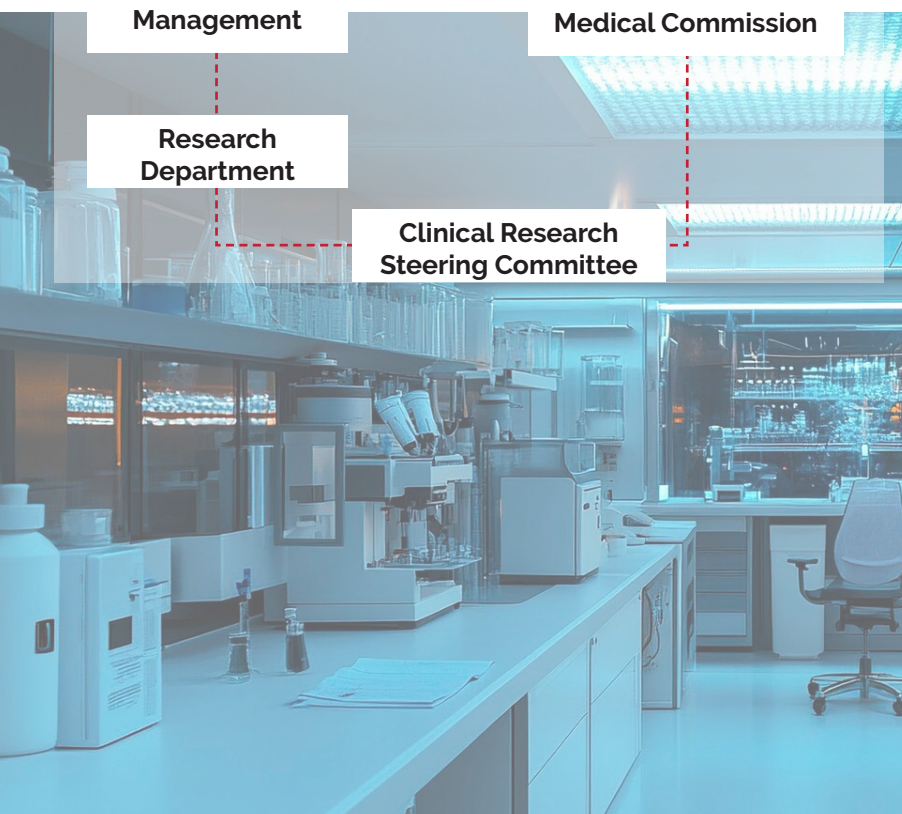 Management
Medical Commission
Research
Department
Clinical Research
Steering Committee